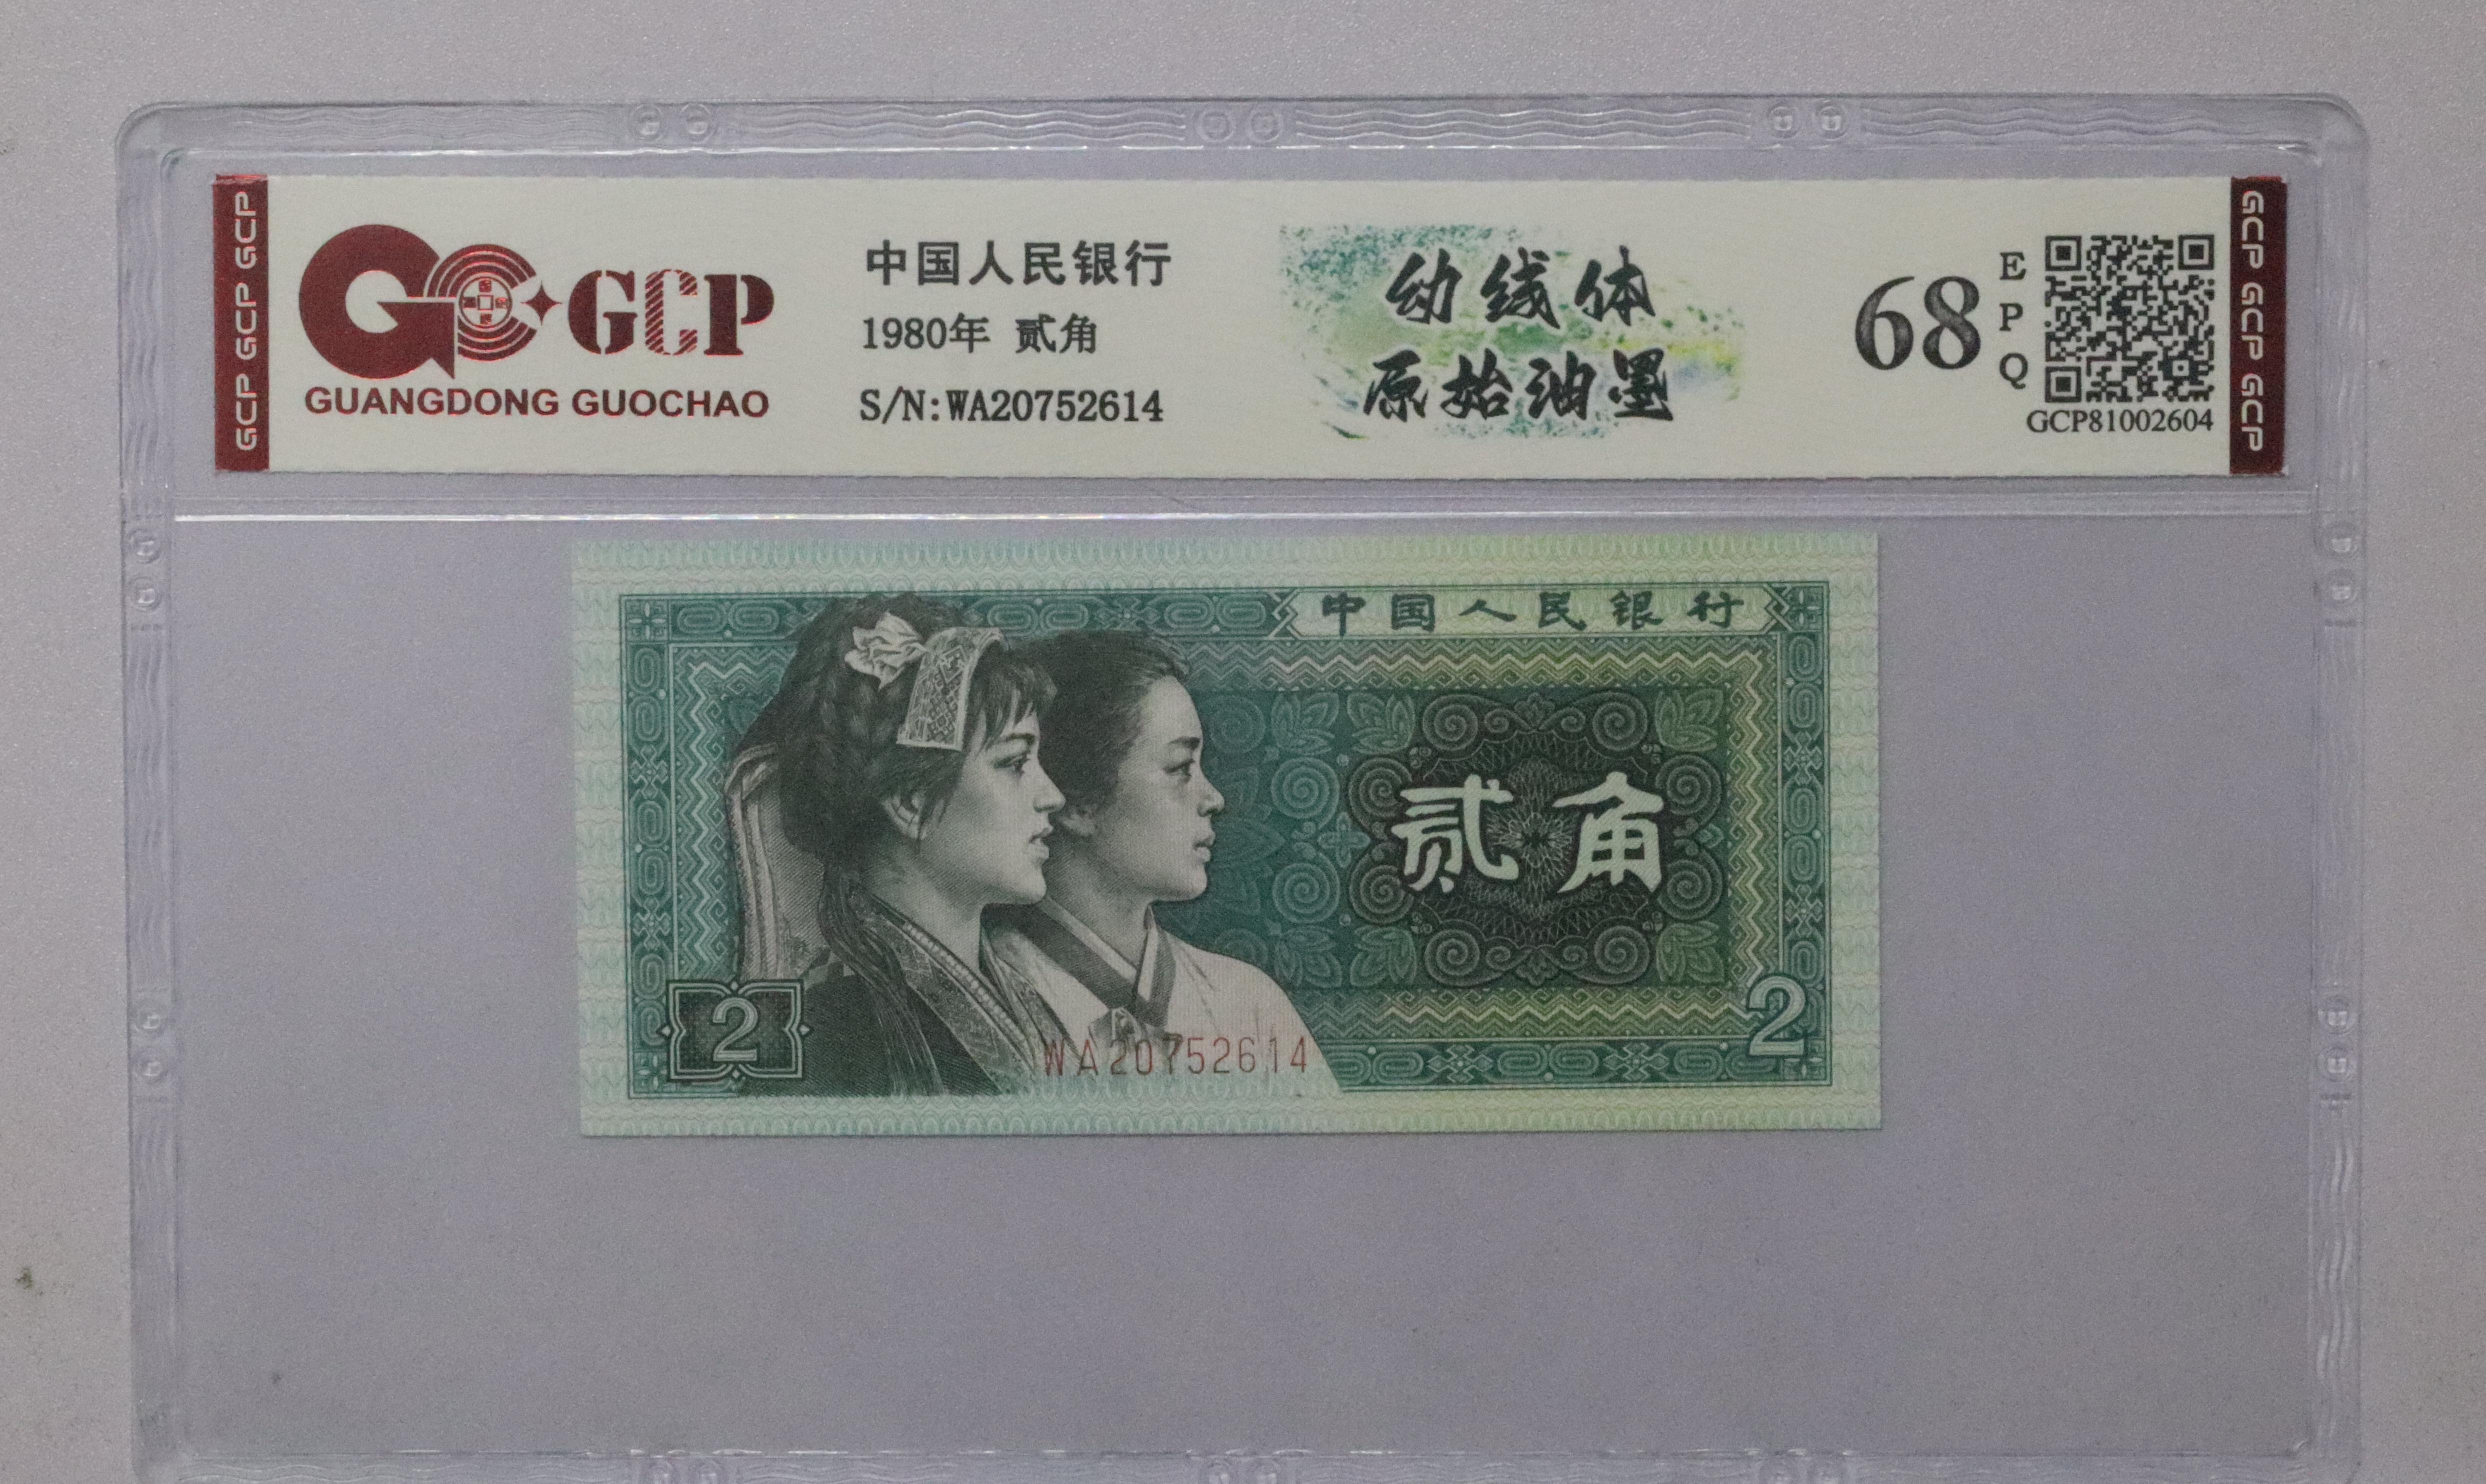 GCP GCP GCP
GCP
GUANGDONG GUOCHAO
中国人民银行
1980年 贰角
S/N:WA20752614
幼线体
原始油墨
68
EPQ
GCP81002604
GCP GCP GCP
中国人民银行
贰角
2
WA20752614
2